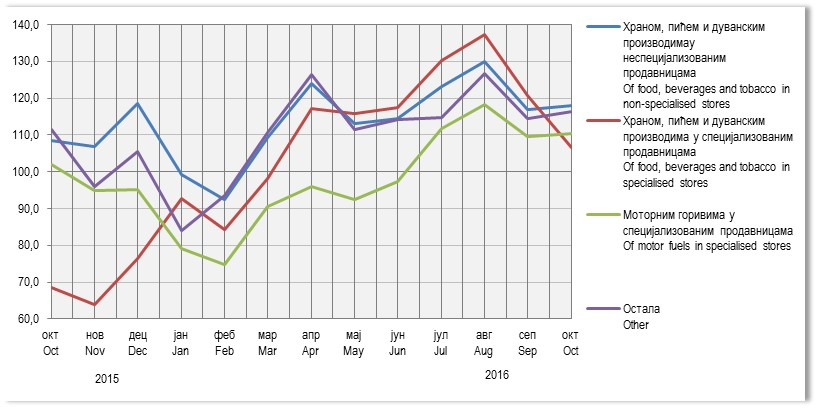 140,0
130,0
120,0
110,0
100,0
90,0
80,0
70,0
60,0
окт нов дец јан феб мар апр мај јун јул авг сеп окт
Oct Nov Dec Jan Feb Mar Apr May Jun Jul Aug Sep Oct
2015 2016
Храном, пићем и дуванским
производимау
неспецијализованим
продавницама
Of food, beverages and tobacco in
non-specialised stores
Храном, пићем и дуванским
производима у специјализованим
продавницама
Of food, beverages and tobacco in
specialised stores
Моторним горивима у
специјализованим продавницама
Of motor fuels in specialised stores
Остала
Other